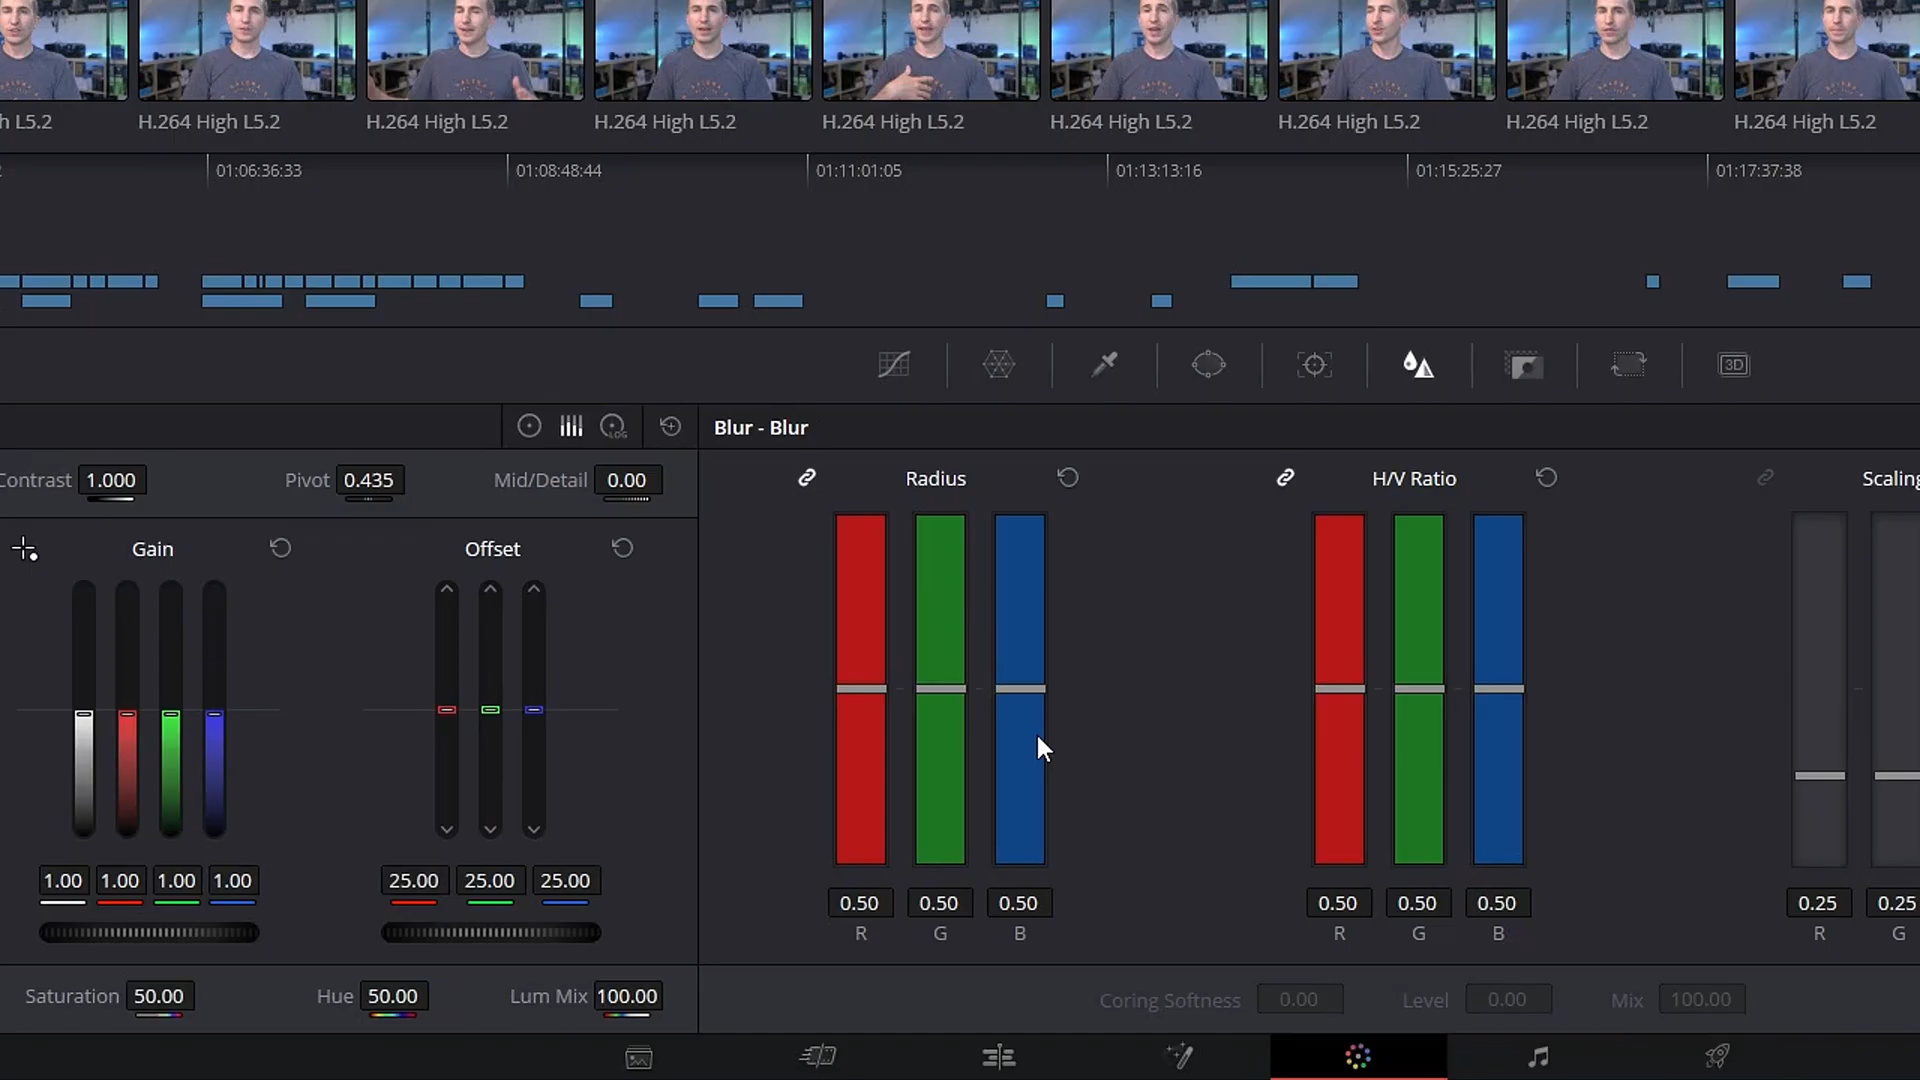 h L5.2 H.264 High L5.2 H.264 High L5.2 H.264 High L5.2 H.264 High L5.2 H.264 High L5.2 H.264 High L5.2 H.264 High L5.2 H.264 High L5.2
01:06:36:33 01:08:48:44 01:11:01:05 01:13:13:16 01:15:25:27 01:17:37:38
3D
LOG
Blur - Blur
Contrast 1.000 Pivot 0.435 Mid/Detail 0.00
Radius H/V Ratio Scaling
Gain Offset
1.00 1.00 1.00 1.00 25.00 25.00 25.00
0.50 0.50 0.50 0.50 0.50 0.50 0.25 0.25
R G B R G B R G
Saturation 50.00 Hue 50.00 Lum Mix 100.00
Coring Softness 0.00 Level 0.00 Mix 100.00